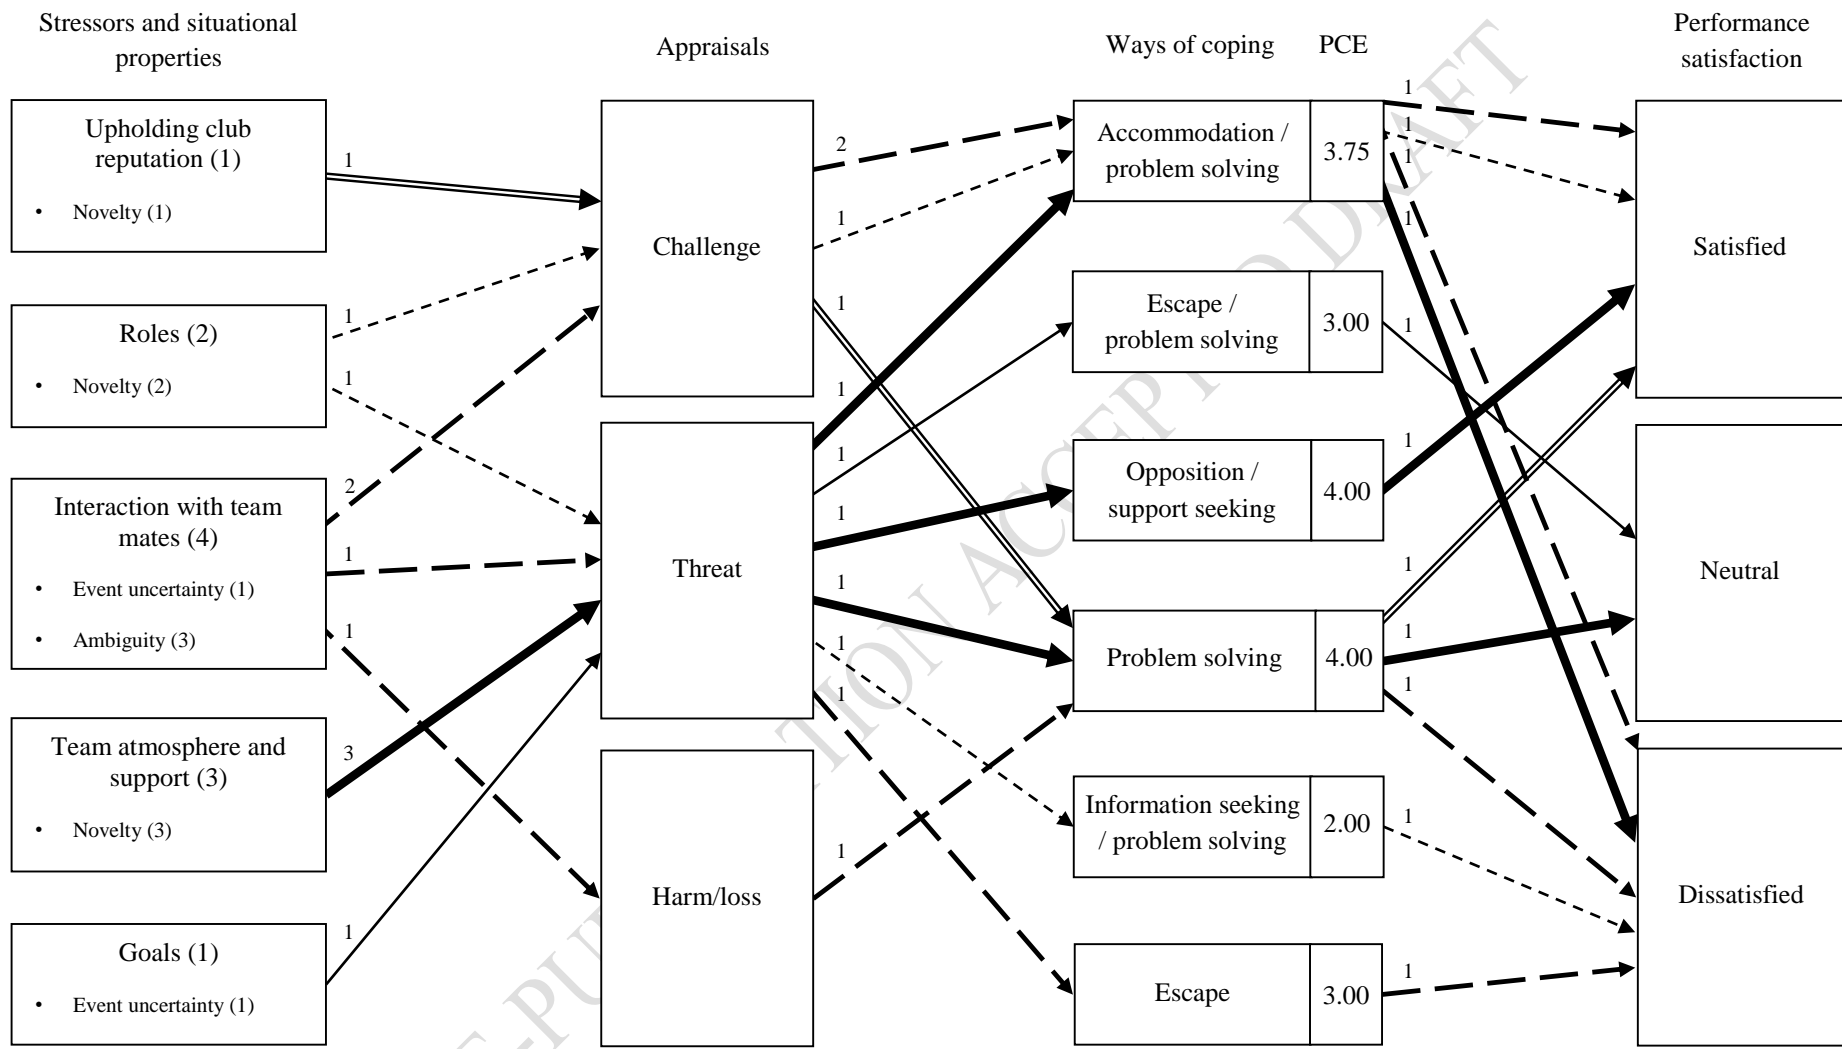 Stressors and situational
properties
Appraisals
Ways of coping
PCE
Performance
satisfaction
Upholding club
reputation (1)
• Novelty (1)
Roles (2)
• Novelty (2)
Interaction with team
mates (4)
• Event uncertainty (1)
• Ambiguity (3)
Team atmosphere and
support (3)
• Novelty (3)
Goals (1)
• Event uncertainty (1)
1
1
1
2
1
1
3
1
Challenge
Threat
Harm/loss
2
1
1
1
1
1
1
1
1
1
Accommodation /
problem solving
3.75
Escape /
problem solving
3.00
Opposition /
support seeking
4.00
Problem solving
4.00
Information seeking
/ problem solving
2.00
Escape
3.00
1
1
1
1
1
1
1
1
1
1
1
Satisfied
Neutral
Dissatisfied
ACCEPTED DRAFT